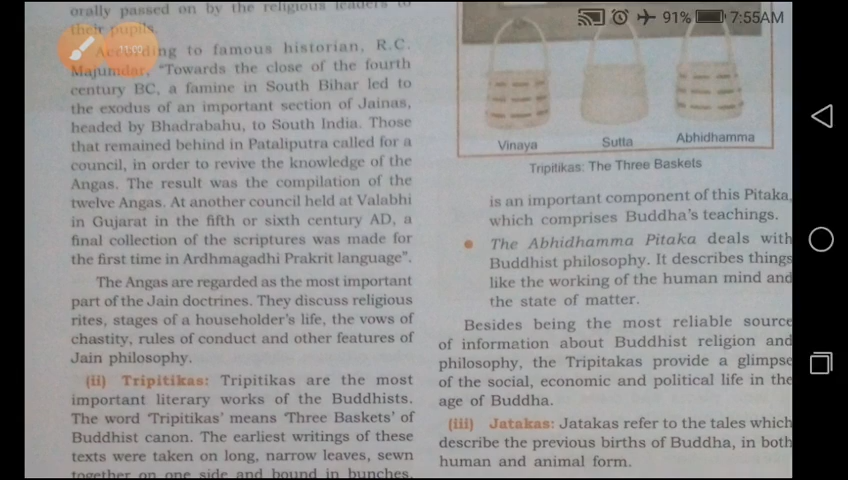 orally passed on by the religious leaders to
their pupils.
According to famous historian, R.C.
Majumdar, "Towards the close of the fourth
century BC, a famine in South Bihar led to
the exodus of an important section of Jainas,
headed by Bhadrabahu, to South India. Those
that remained behind in Pataliputra called for a
council, in order to revive the knowledge of the
Angas. The result was the compilation of the
twelve Angas. At another council held at Valabhi
in Gujarat in the fifth or sixth century AD, a
final collection of the scriptures was made for
the first time in Ardhmagadhi Prakrit language".
The Angas are regarded as the most important
part of the Jain doctrines. They discuss religious
rites, stages of a householder's life, the vows of
chastity, rules of conduct and other features of
Jain philosophy.
(ii) Tripitikas: Tripitikas are the most
important literary works of the Buddhists.
The word 'Tripitikas' means 'Three Baskets' of
Buddhist canon. The earliest writings of these
texts were taken on long, narrow leaves, sewn
together on one side and bound in bunches.
91% 7:55AM
Vinaya Sutta Abhidhamma
Tripitikas: The Three Baskets
is an important component of this Pitaka,
which comprises Buddha's teachings.
• The Abhidhamma Pitaka deals with
Buddhist philosophy. It describes things
like the working of the human mind and
the state of matter.
Besides being the most reliable source
of information about Buddhist religion and
philosophy, the Tripitakas provide a glimpse
of the social, economic and political life in the
age of Buddha.
(iii) Jatakas: Jatakas refer to the tales which
describe the previous births of Buddha, in both
human and animal form.